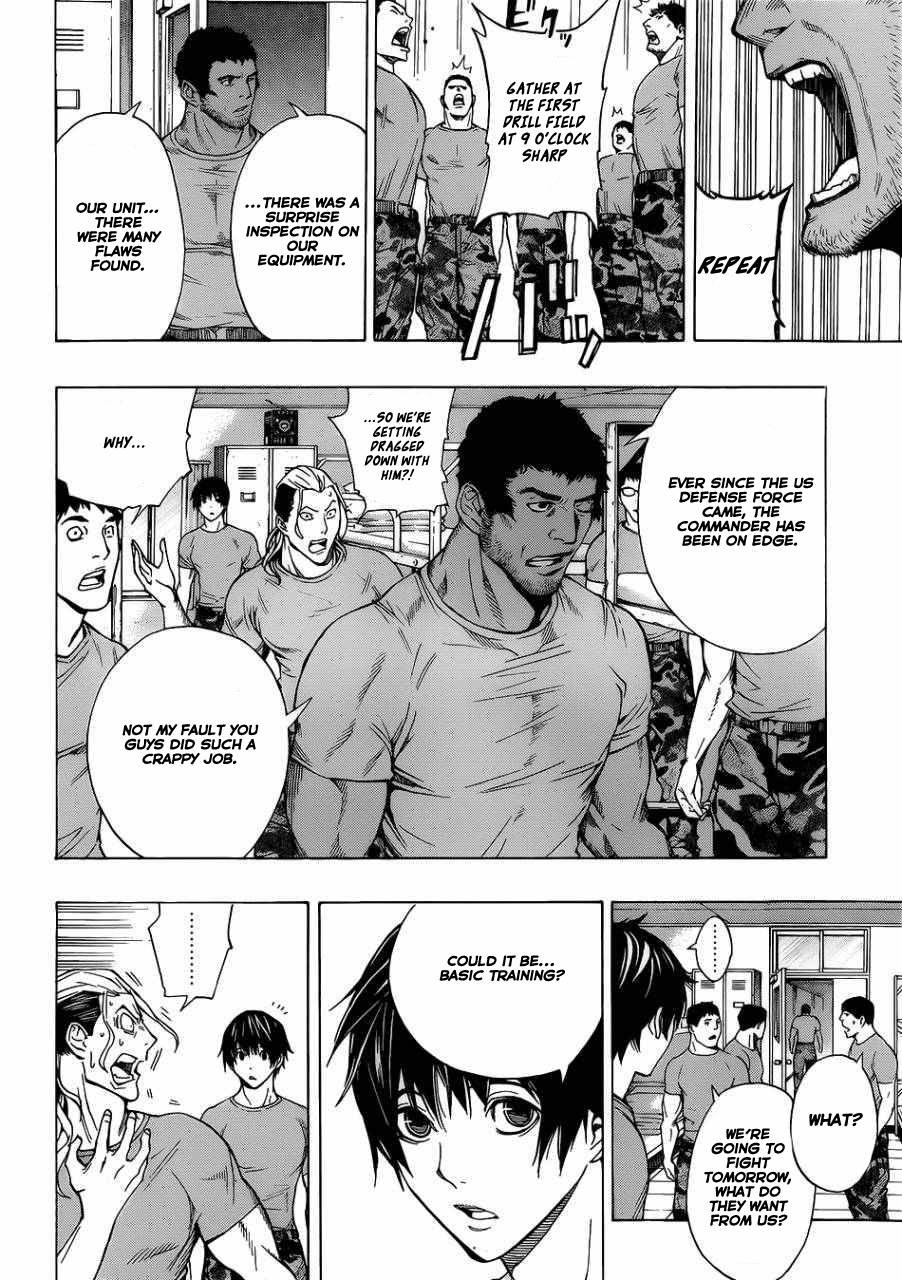 REPEAT
GATHER AT
THE FIRST
DRILL FIELD
AT 9 O'CLOCK
SHARP
ビクッ
...THERE WAS A
SURPRISE
INSPECTION ON
OUR
EQUIPMENT.
OUR UNIT...
THERE
WERE MANY
FLAWS
FOUND.
EVER SINCE THE US
DEFENSE FORCE
CAME, THE
COMMANDER HAS
BEEN ON EDGE.
...SO WE'RE
GETTING
DRAGGED
DOWN WITH
HIM?!
WHY...
NOT MY FAULT YOU
GUYS DID SUCH A
CRAPPY JOB.
.......
WHAT?
WE'RE
GOING TO
FIGHT
TOMORROW,
WHAT DO
THEY WANT
FROM US?
COULD IT BE...
BASIC TRAINING?
.......